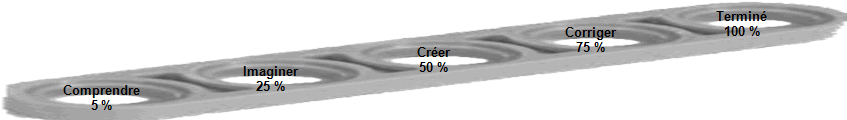 Comprendre
5 %
Imaginer
25 %
Créer
50 %
Corriger
75 %
Terminé
100 %